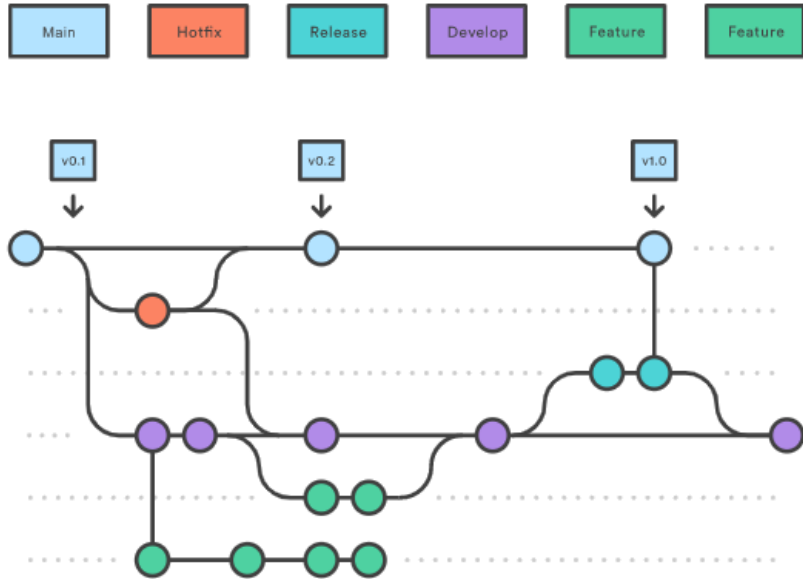 Main
Hotfix
Release
Develop
Feature
Feature
v0.1
v0.2
v1.0